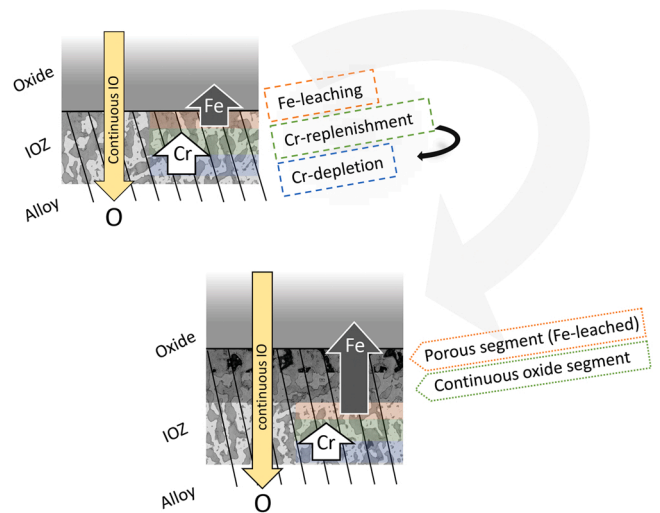 Oxide
IOZ
Alloy
Continuous IO
O
Fe
Cr
Fe-leaching
Cr-replenishment
Cr-depletion
Oxide
IOZ
Alloy
continuous IO
O
Fe
Cr
Porous segment (Fe-leached)
Continuous oxide segment